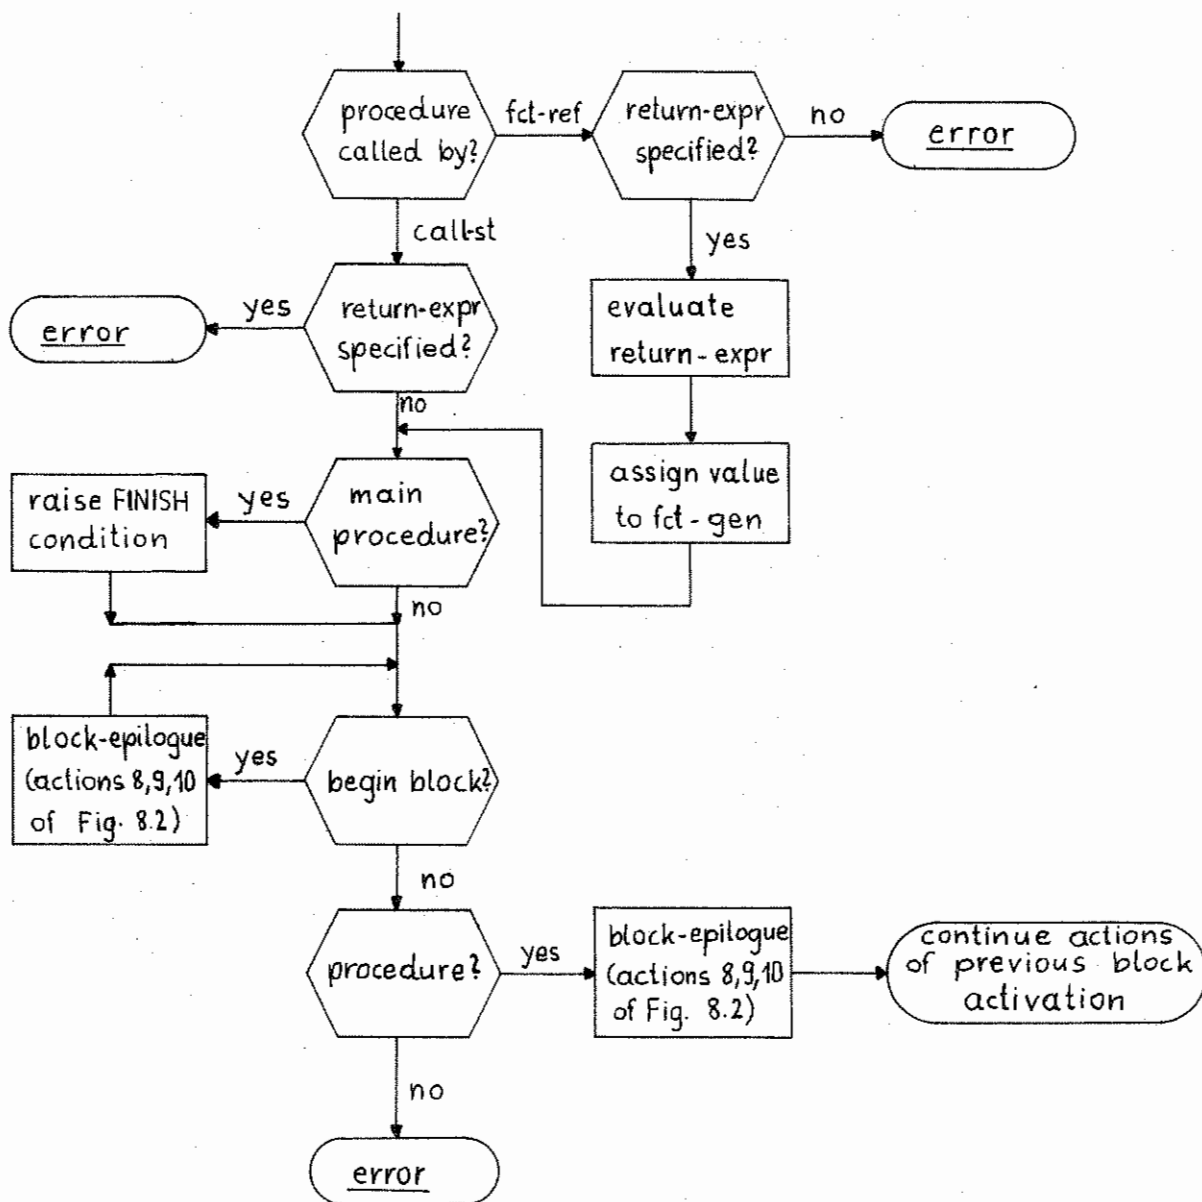 procedure
called by?
fct-ref
return-expr
specified?
no
error
call-st
yes
error
yes
return-expr
specified?
evaluate
return-expr
no
raise FINISH
condition
yes
main
procedure?
assign value
to fct-gen
no
block-epilogue
(actions 8,9,10
of Fig. 8.2)
yes
begin block?
no
procedure?
yes
block-epilogue
(actions 8,9,10
of Fig. 8.2)
continue actions
of previous block
activation
no
error